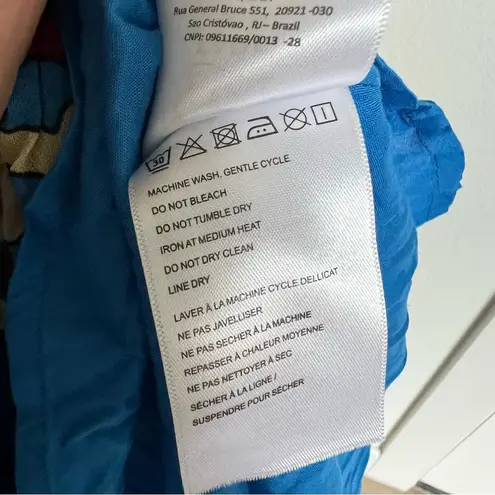 Rua General Bruce 551, 20921 -030
Sao Cristóvao , RJ– Brazil
CNPJ: 09611669/0013 -28
30
MACHINE WASH, GENTLE CYCLE
DO NOT BLEACH
DO NOT TUMBLE DRY
IRON AT MEDIUM HEAT
DO NOT DRY CLEAN
LINE DRY
LAVER À LA MACHINE CYCLE DELLICAT
NE PAS JAVELLISER
NE PAS SECHER À LA MACHINE
REPASSER À CHALEUR MOYENNE
NE PAS NETTOYER À SEC
SÉCHER À LA LIGNE /
SUSPENDRE POUR SÉCHER